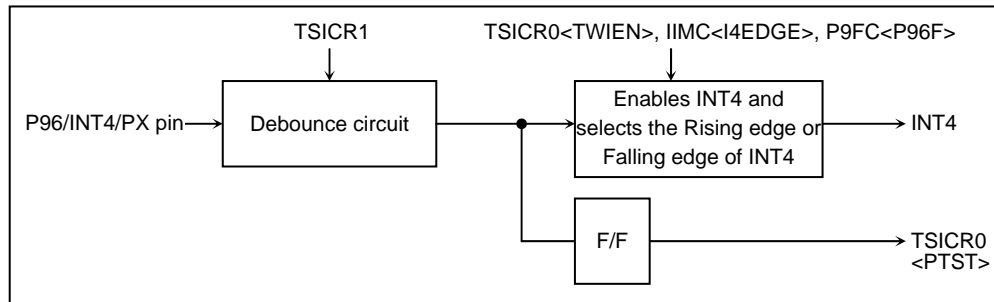 TSICR1
TSICR0<TWIEN>, IIMC<I4EDGE>, P9FC<P96F>
P96/INT4/PX pin
Debounce circuit
Enables INT4 and
selects the Rising edge or
Falling edge of INT4
INT4
F/F
TSICR0
<PTST>